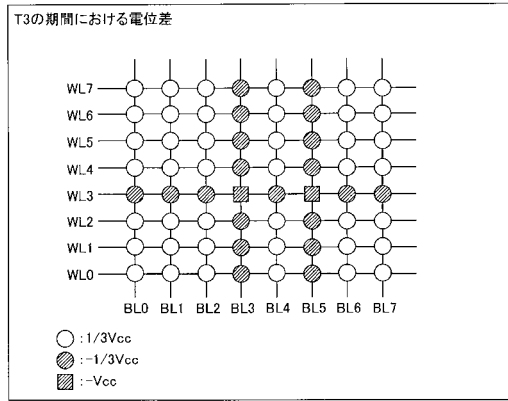 T3の期間における電位差
WL7
WL6
WL5
WL4
WL3
WL2
WL1
WL0
BL0 BL1 BL2 BL3 BL4 BL5 BL6 BL7
:1/3Vcc
:-1/3Vcc
:-Vcc